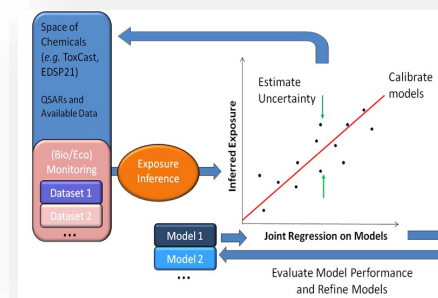 Space of
Chemicals
(e.g. ToxCast,
EDSP21)
QSARs and
Available Data
(Bio/Eco)
Monitoring
Dataset 1
Dataset 2
...
Exposure
Inference
Inferred Exposure
Estimate
Uncertainty
Calibrate
models
Joint Regression on Models
Model 1
Model 2
...
Evaluate Model Performance
and Refine Models